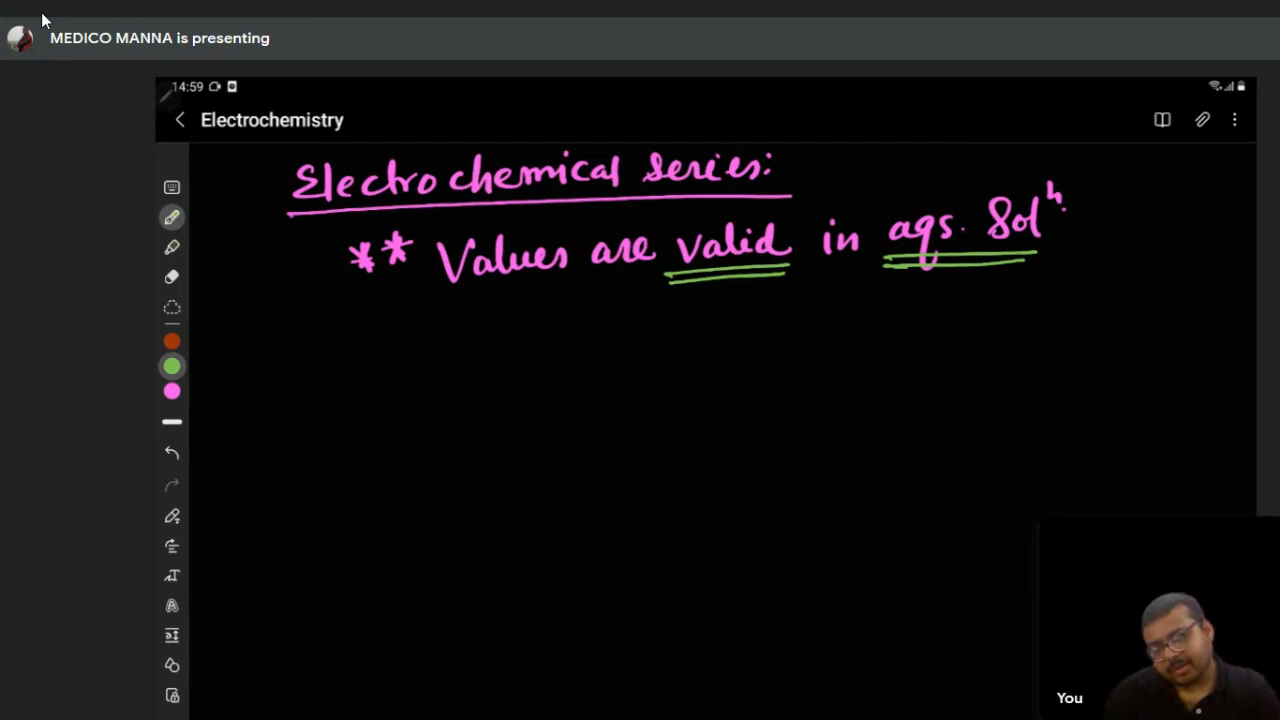 MEDICO MANNA is presenting
14:59
Electrochemistry
Electrochemical Series:
** Values are valid in aqs. Solⁿ.
You